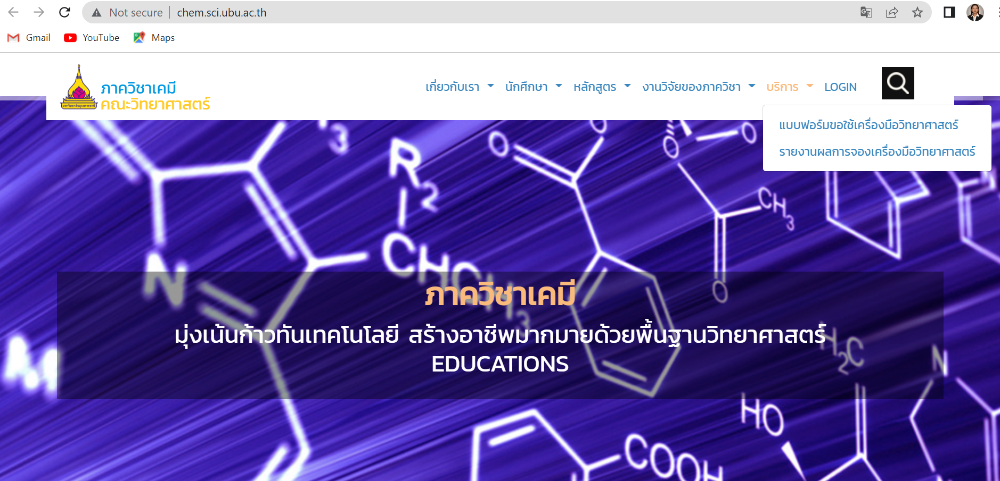 Not secure
chem.sci.ubu.ac.th
Gmail
YouTube
Maps
ภาควิชาเคมี
คณะวิทยาศาสตร์
เกี่ยวกับเรา
นักศึกษา
หลักสูตร
งานวิจัยของภาควิชา
บริการ
LOGIN
แบบฟอร์มขอใช้เครื่องมือวิทยาศาสตร์
รายงานผลการจองเครื่องมือวิทยาศาสตร์
3
R2
O
O
O
CH3
CHCH3
N
O
ภาควิชาเคมี
มุ่งเน้นก้าวทันเทคโนโลยี สร้างอาชีพมากมายด้วยพื้นฐานวิทยาศาสตร์
EDUCATIONS
H2C
N
HO
COOH